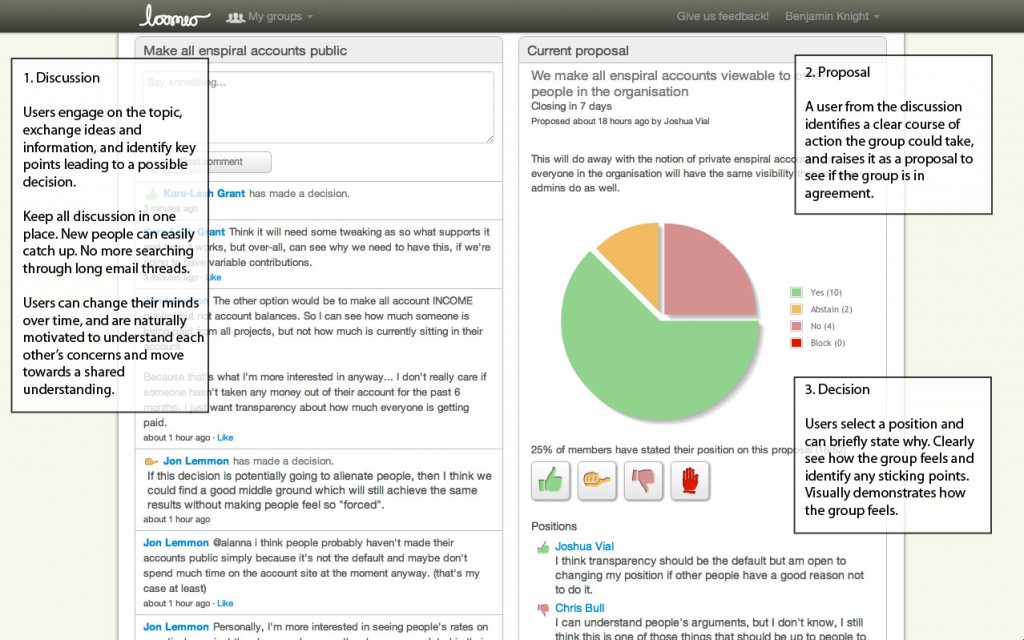 loomio
My groups
Give us feedback!
Benjamin Knight
Make all enspiral accounts public
Say something...
comment
Kara-Leah Grant has made a decision.
3 minutes ago
Grant Think it will need some tweaking as so what supports it
works, but over-all, can see why we need to have this, if we're
going to have variable contributions.
3 minutes ago · Like
The other option would be to make all account INCOME
not account balances. So I can see how much someone is
from all projects, but not how much is currently sitting in their
account.
Because that's what I'm more interested in anyway... I don't really care if
someone hasn't taken any money out of their account for the past 6
months. I just want transparency about how much everyone is getting
paid.
about 1 hour ago · Like
Jon Lemmon has made a decision.
If this decision is potentially going to alienate people, then I think we
could find a good middle ground which will still achieve the same
results without making people feel so "forced".
about 1 hour ago
Jon Lemmon @alanna i think people probably haven't made their
accounts public simply because it's not the default and maybe don't
spend much time on the account site at the moment anyway. (that's my
case at least)
about 1 hour ago · Like
Jon Lemmon Personally, I'm more interested in seeing people's rates on
1. Discussion
Users engage on the topic,
exchange ideas and
information, and identify key
points leading to a possible
decision.
Keep all discussion in one
place. New people can easily
catch up. No more searching
through long email threads.
Users can change their minds
over time, and are naturally
motivated to understand each
other's concerns and move
towards a shared
understanding.
Current proposal
We make all enspiral accounts viewable to
people in the organisation
Closing in 7 days
Proposed about 18 hours ago by Joshua Vial
This will do away with the notion of private enspiral
everyone in the organisation will have the same visibility
admins do as well.
Yes (10)
Abstain (2)
No (4)
Block (0)
25% of members have stated their position on this proposal
Positions
Joshua Vial
I think transparency should be the default but am open to
changing my position if other people have a good reason not
to do it.
Chris Bull
I can understand people's arguments, but I don't know, I still
think this is one of those things that should be up to people to
2. Proposal
A user from the discussion
identifies a clear course of
action the group could take,
and raises it as a proposal to
see if the group is in
agreement.
3. Decision
Users select a position and
can briefly state why. Clearly
see how the group feels and
identify any sticking points.
Visually demonstrates how
the group feels.